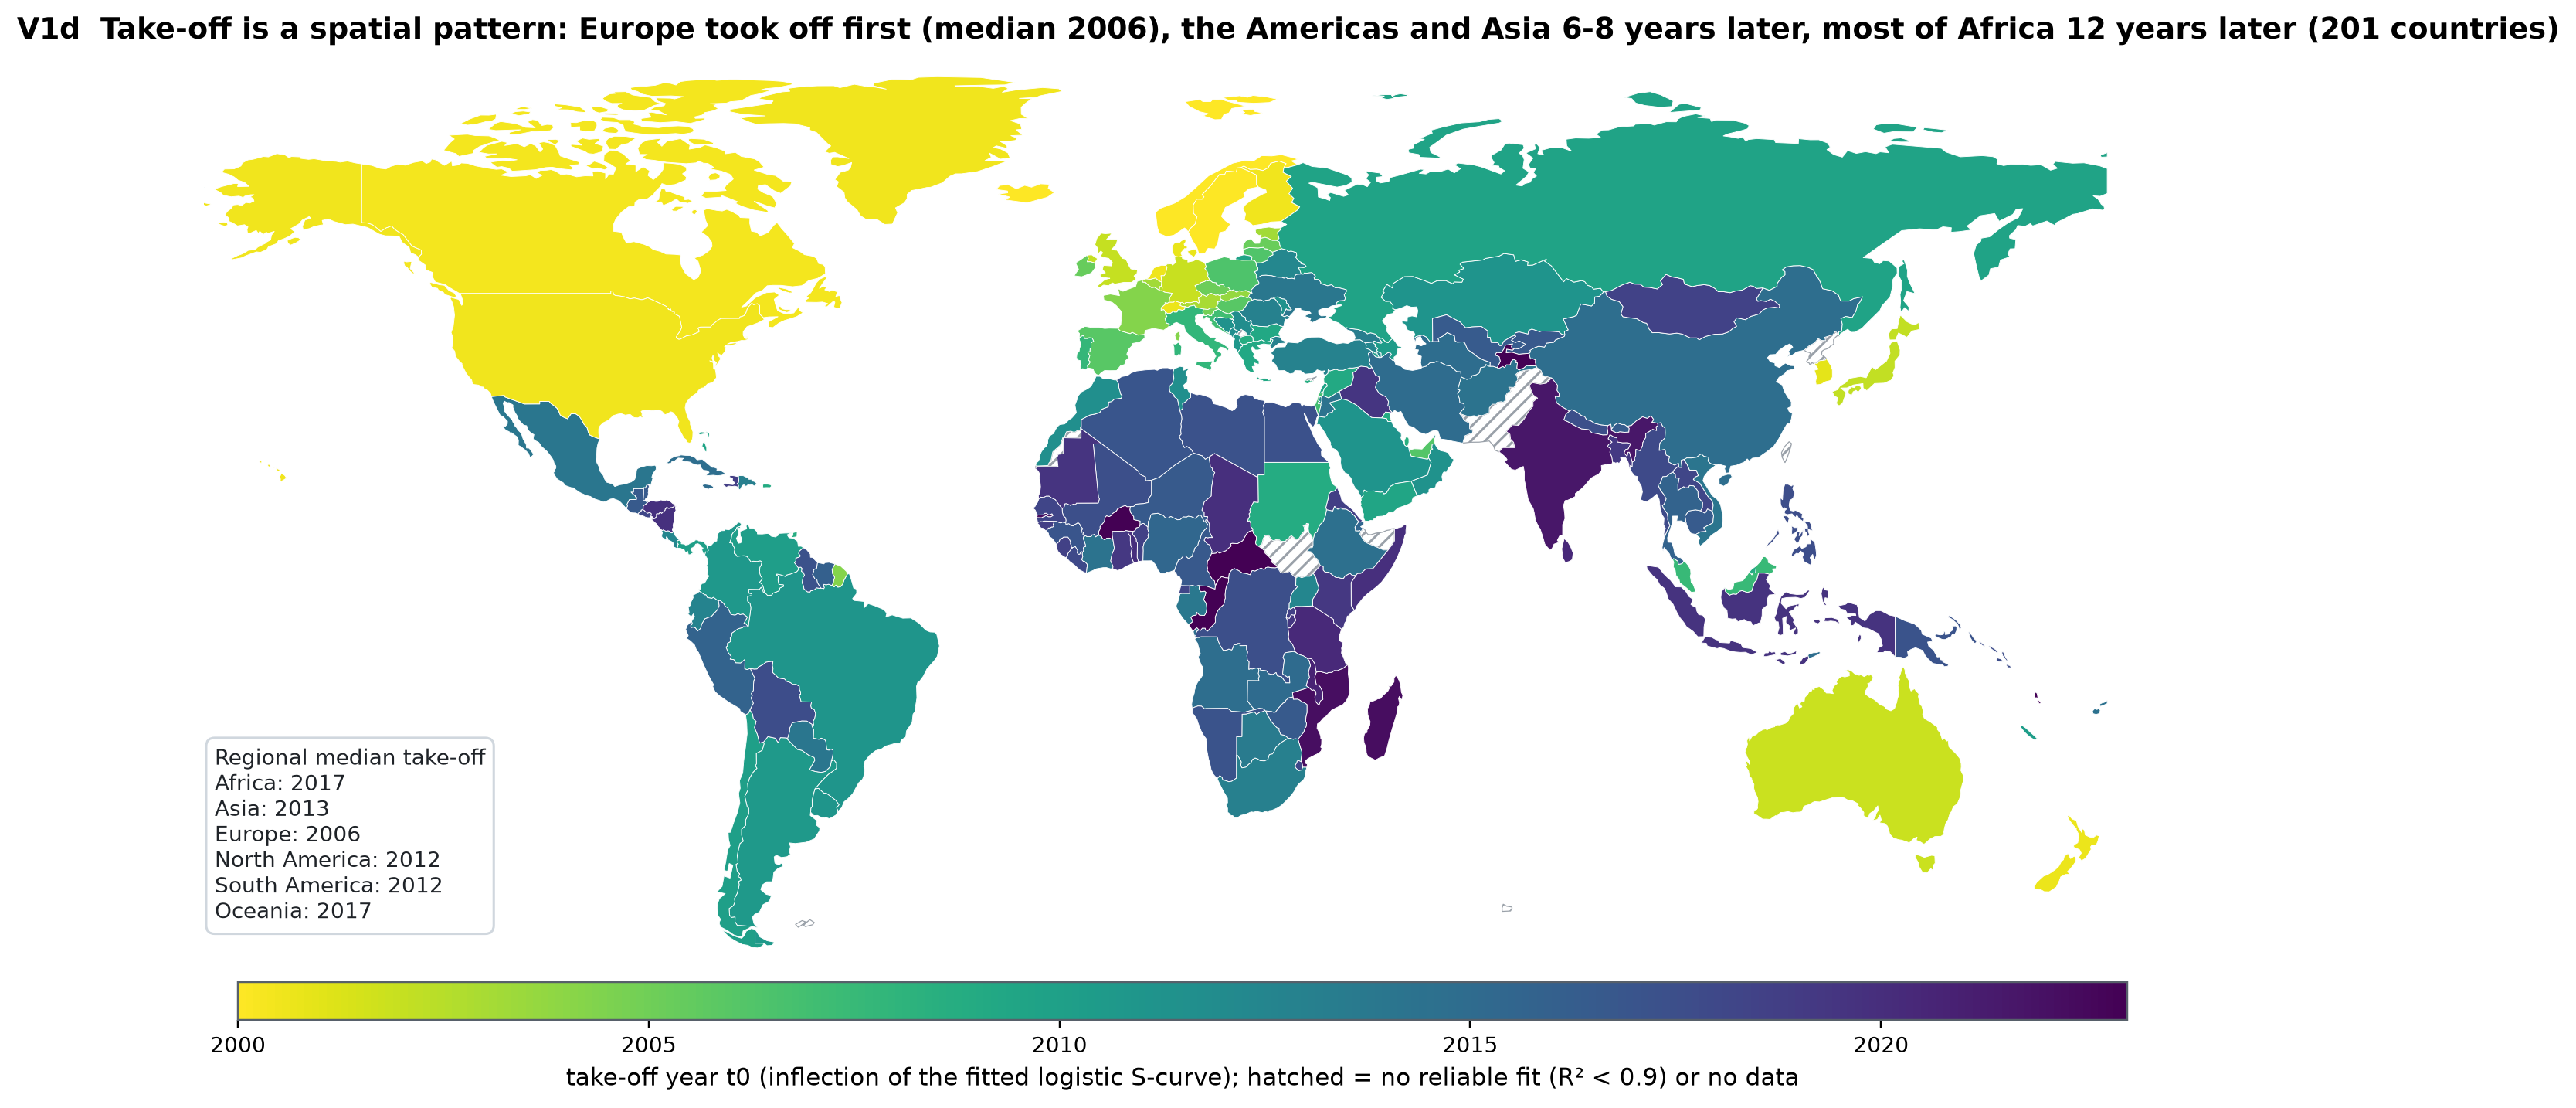 V1d  Take-off is a spatial pattern: Europe took off first (median 2006), the Americas and Asia 6-8 years later, most of Africa 12 years later (201 countries)
Regional median take-off
Africa: 2017
Asia: 2013
Europe: 2006
North America: 2012
South America: 2012
Oceania: 2017
2000 2005 2010 2015 2020
take-off year t0 (inflection of the fitted logistic S-curve); hatched = no reliable fit (R² < 0.9) or no data